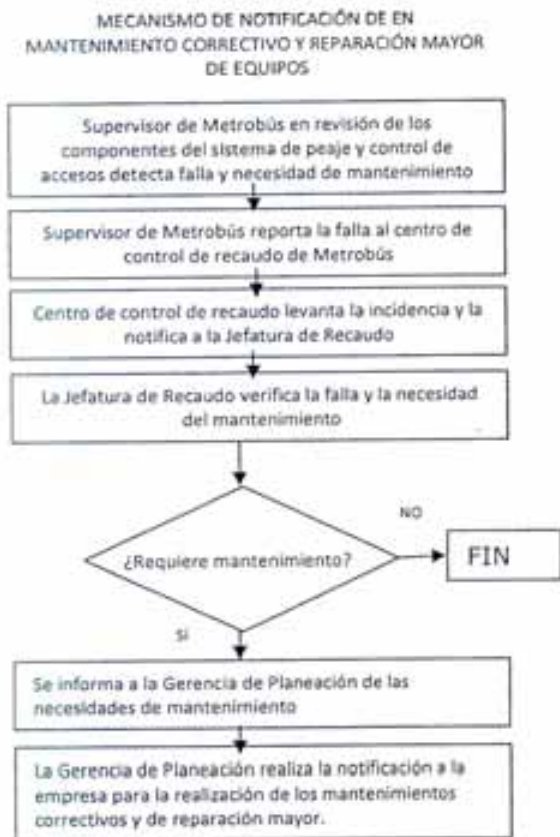 MECANISMO DE NOTIFICACIÓN DE EN
MANTENIMIENTO CORRECTIVO Y REPARACIÓN MAYOR
DE EQUIPOS
Supervisor de Metrobús en revisión de los
componentes del sistema de peaje y control de
accesos detecta falla y necesidad de mantenimiento
Supervisor de Metrobús reporta la falla al centro de
control de recaudo de Metrobús
Centro de control de recaudo levanta la incidencia y la
notifica a la Jefatura de Recaudo
La Jefatura de Recaudo verifica la falla y la necesidad
del mantenimiento
NO
¿Requiere mantenimiento?
FIN
SI
Se informa a la Gerencia de Planeación de las
necesidades de mantenimiento
La Gerencia de Planeación realiza la notificación a la
empresa para la realización de los mantenimientos
correctivos y de reparación mayor.